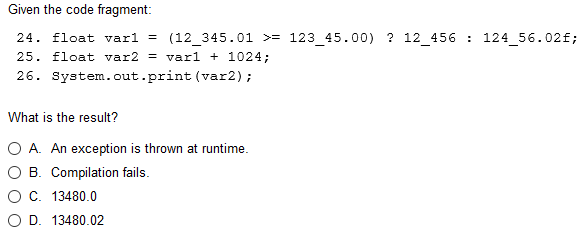 Given the code fragment:
24. float var1 = (12_345.01 >= 123_45.00) ? 12_456 : 124_56.02f;
25. float var2 = var1 + 1024;
26. System.out.print(var2);
What is the result?
A. An exception is thrown at runtime.
B. Compilation fails.
C. 13480.0
D. 13480.02